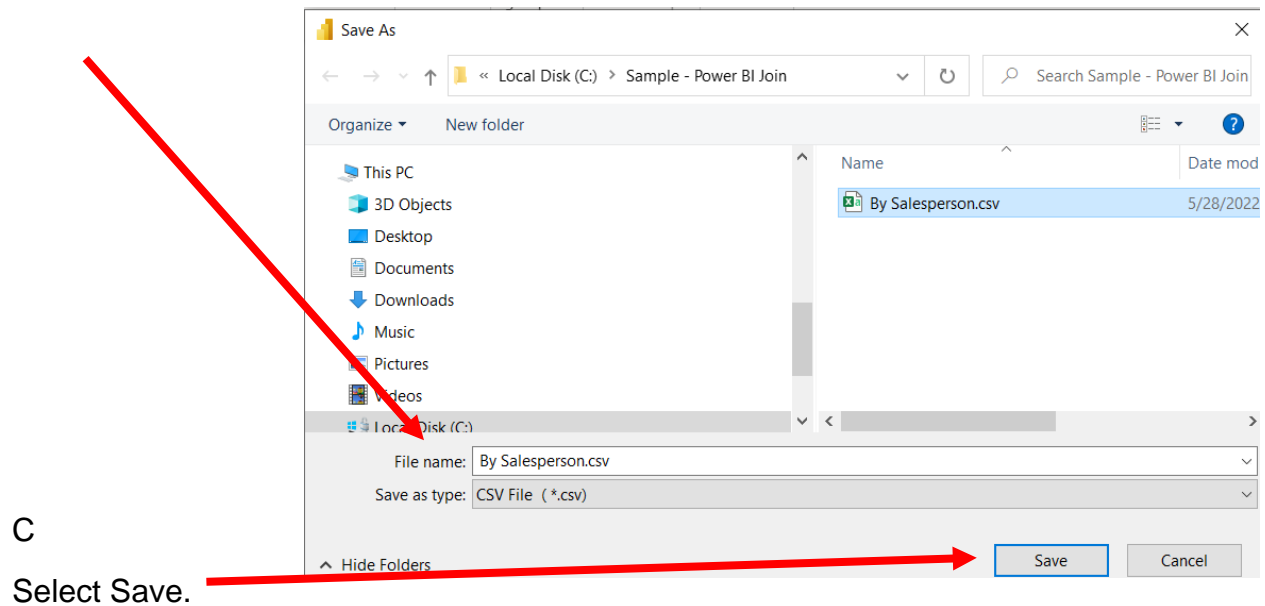 Save As
« Local Disk (C:) > Sample - Power BI Join
Search Sample - Power BI Join
Organize
New folder
This PC
3D Objects
Desktop
Documents
Downloads
Music
Pictures
Videos
Local Disk (C:)
Name
Date mod
By Salesperson.csv
5/28/2022
File name: By Salesperson.csv
Save as type: CSV File ( *.csv)
C
Hide Folders
Save
Cancel
Select Save.